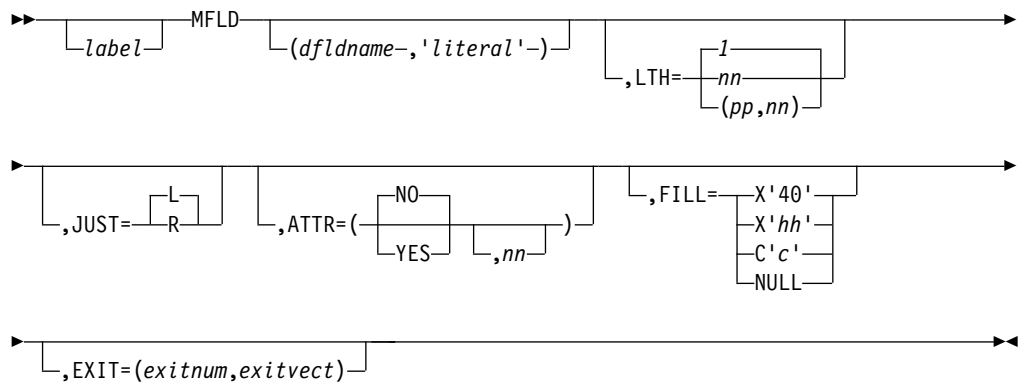 label MFLD (dfldname ,'literal' ) ,LTH= 1
nn
(pp,nn)
,JUST= L
R
,ATTR=( NO
YES ,nn )
,FILL= X'40'
X'hh'
C'c'
NULL
,EXIT=(exitnum,exitvect)